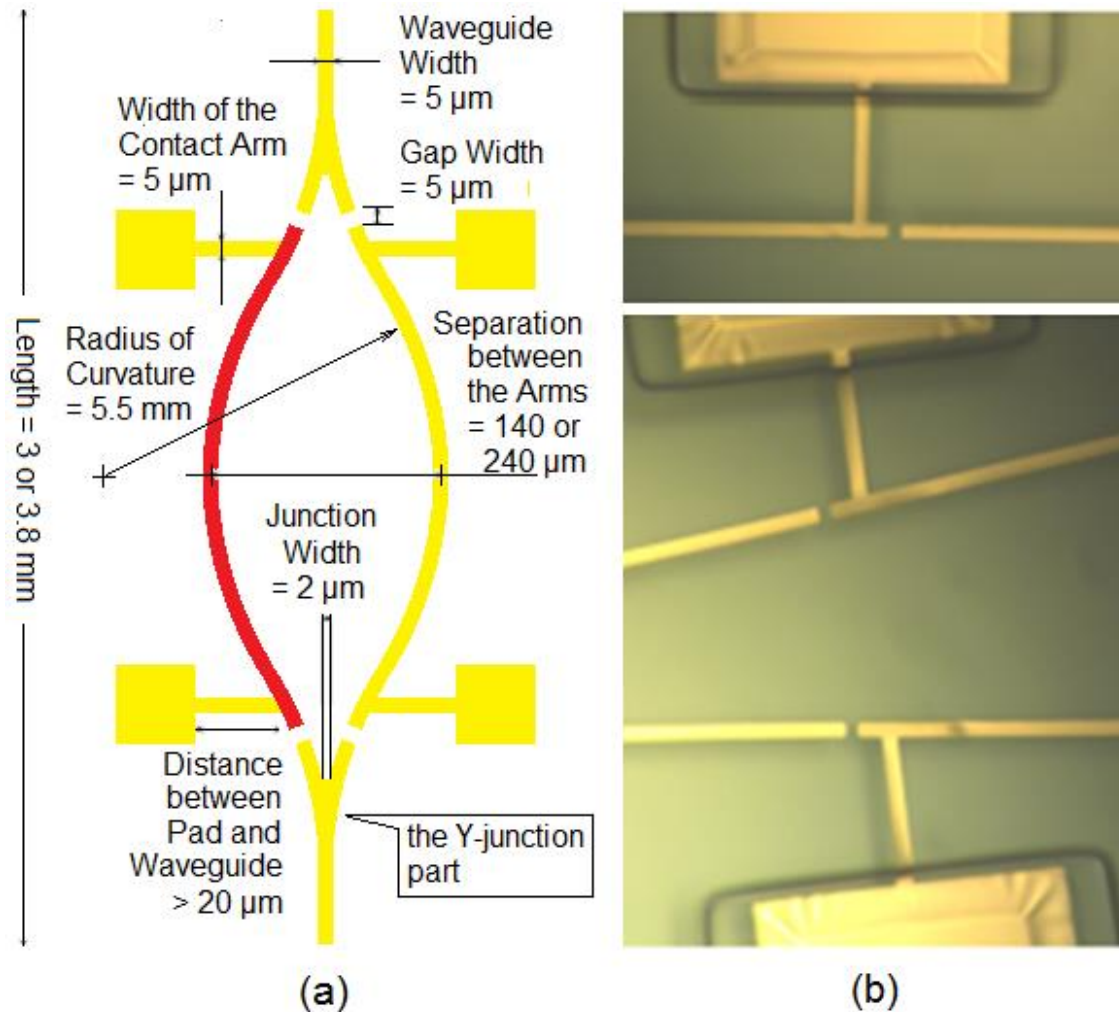 Waveguide
Width
= 5 µm
Width of the
Contact Arm
= 5 µm
Gap Width
= 5 µm
Length = 3 or 3.8 mm
Radius of
Curvature
= 5.5 mm
Separation
between
the Arms
= 140 or
240 µm
Junction
Width
= 2 µm
Distance
between
Pad and
Waveguide
> 20 µm
the Y-junction
part
(a)
(b)